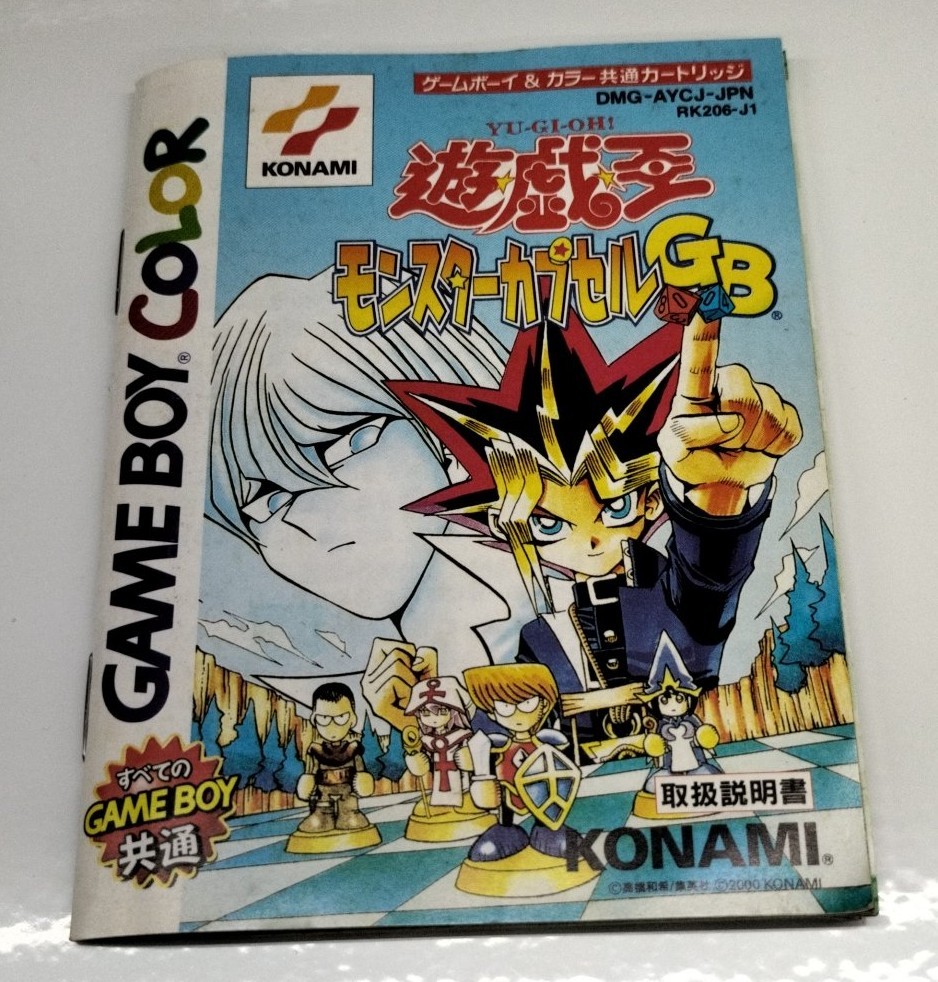 ゲームボーイ & カラー共通カートリッジ
DMG-AYCJ-JPN
RK206-J1
KONAMI
YU-GI-OH!
遊☆戯☆王
モンスターカプセルGB®
GAME BOY® COLOR
すべての
GAME BOY
共通
取扱説明書
KONAMI®
©高橋和希/集英社 ©2000 KONAMI